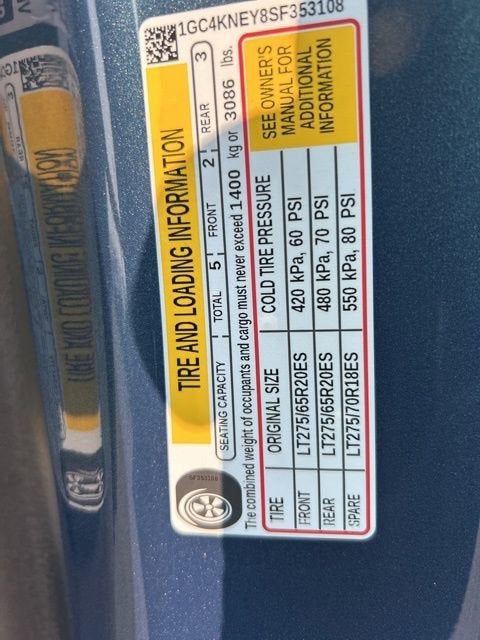 1GC4KNEY8SF353108
TIRE AND LOADING INFORMATION
SEATING CAPACITY TOTAL 5 FRONT 2 REAR 3
The combined weight of occupants and cargo must never exceed 1400 kg or 3086 lbs.
TIRE ORIGINAL SIZE COLD TIRE PRESSURE
FRONT LT275/65R20ES 420 kPa, 60 PSI
REAR LT275/65R20ES 480 kPa, 70 PSI
SPARE LT275/70R18ES 550 kPa, 80 PSI
SEE OWNER'S
MANUAL FOR
ADDITIONAL
INFORMATION
SF353108